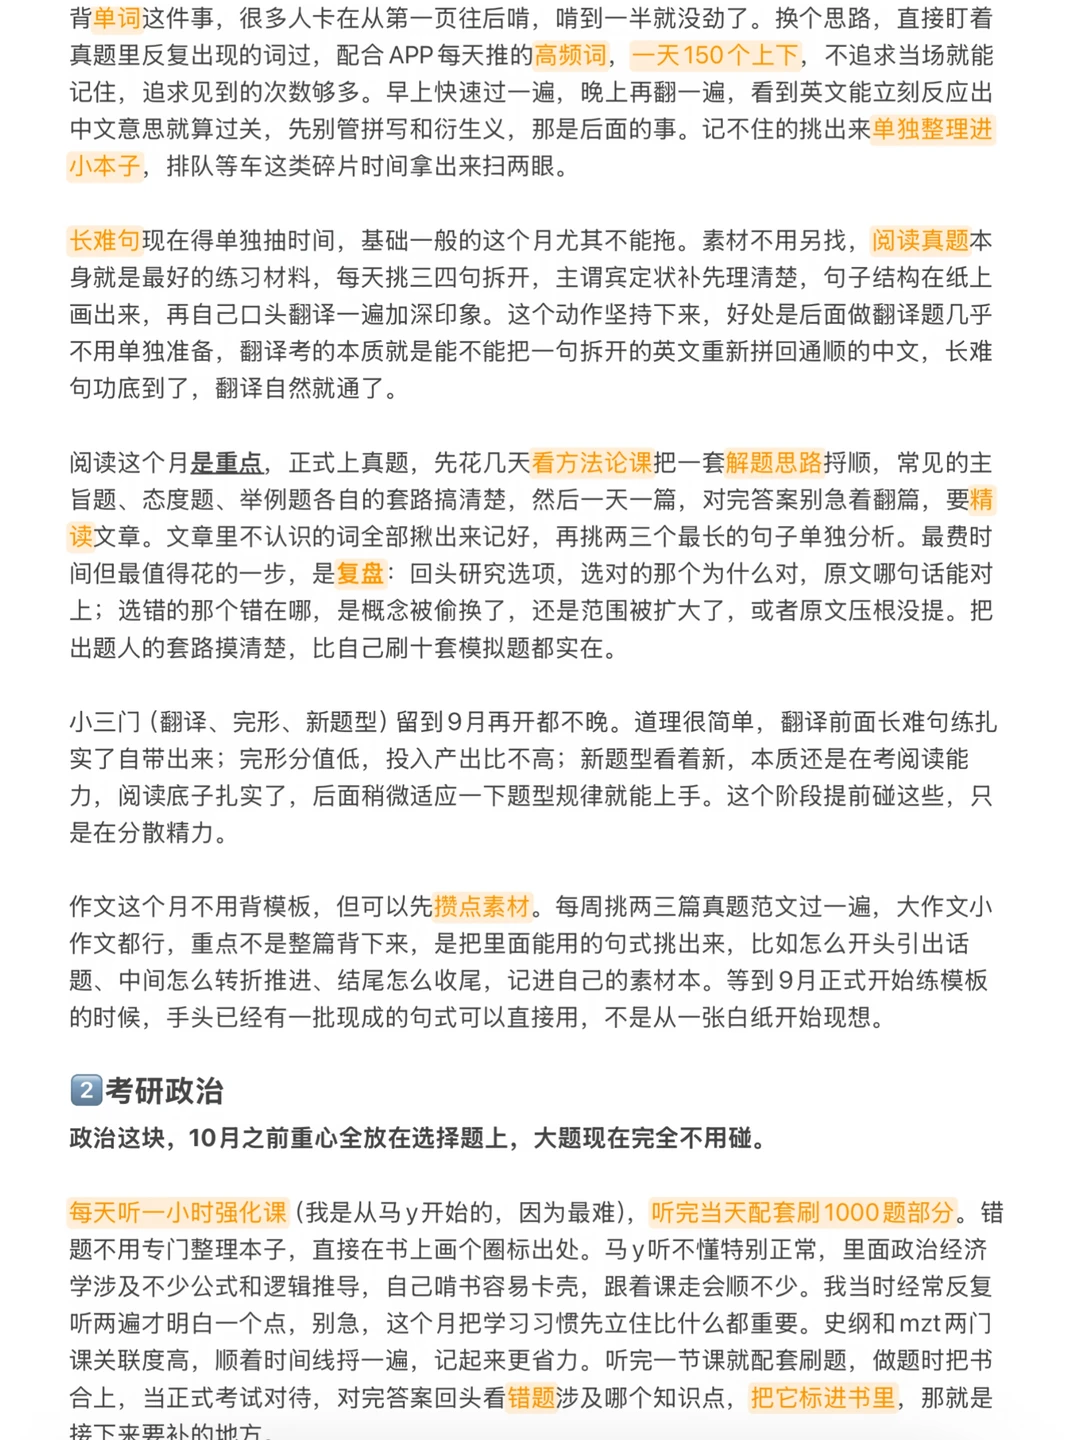 背单词这件事，很多人卡在从第一页往后啃，啃到一半就没劲了。换个思路，直接盯着
真题里反复出现的词过，配合APP每天推的高频词，一天150个上下，不追求当场就能
记住，追求见到的次数够多。早上快速过一遍，晚上再翻一遍，看到英文能立刻反应出
中文意思就算过关，先别管拼写和衍生义，那是后面的事。记不住的挑出来单独整理进
小本子，排队等车这类碎片时间拿出来扫两眼。
长难句现在得单独抽时间，基础一般的这个月尤其不能拖。素材不用另找，阅读真题本
身就是最好的练习材料，每天挑三四句拆开，主谓宾定状补先理清楚，句子结构在纸上
画出来，再自己口头翻译一遍加深印象。这个动作坚持下来，好处是后面做翻译题几乎
不用单独准备，翻译考的本质就是能不能把一句拆开的英文重新拼回通顺的中文，长难
句功底到了，翻译自然就通了。
阅读这个月是重点，正式上真题，先花几天看方法论课把一套解题思路捋顺，常见的主
旨题、态度题、举例题各自的套路搞清楚，然后一天一篇，对完答案别急着翻篇，要精
读文章。文章里不认识的词全部揪出来记好，再挑两三个最长的句子单独分析。最费时
间但最值得花的一步，是复盘：回头研究选项，选对的那个为什么对，原文哪句话能对
上；选错的那个错在哪，是概念被偷换了，还是范围被扩大了，或者原文压根没提。把
出题人的套路摸清楚，比自己刷十套模拟题都实在。
小三门（翻译、完形、新题型）留到9月再开都不晚。道理很简单，翻译前面长难句练扎
实了自带出来；完形分值低，投入产出比不高；新题型看着新，本质还是在考阅读能
力，阅读底子扎实了，后面稍微适应一下题型规律就能上手。这个阶段提前碰这些，只
是在分散精力。
作文这个月不用背模板，但可以先攒点素材。每周挑两三篇真题范文过一遍，大作文小
作文都行，重点不是整篇背下来，是把里面能用的句式挑出来，比如怎么开头引出话
题、中间怎么转折推进、结尾怎么收尾，记进自己的素材本。等到9月正式开始练模板
的时候，手头已经有一批现成的句式可以直接用，不是从一张白纸开始现想。
2考研政治
政治这块，10月之前重心全放在选择题上，大题现在完全不用碰。
每天听一小时强化课（我是从马y开始的，因为最难），听完当天配套刷1000题部分。错
题不用专门整理本子，直接在书上画个圈标出处。马y听不懂特别正常，里面政治经济
学涉及不少公式和逻辑推导，自己啃书容易卡壳，跟着课走会顺不少。我当时经常反复
听两遍才明白一个点，别急，这个月把学习习惯先立住比什么都重要。史纲和mzt两门
课关联度高，顺着时间线捋一遍，记起来更省力。听完一节课就配套刷题，做题时把书
合上，当正式考试对待，对完答案回头看错题涉及哪个知识点，把它标进书里，那就是
接下来要补的地方。